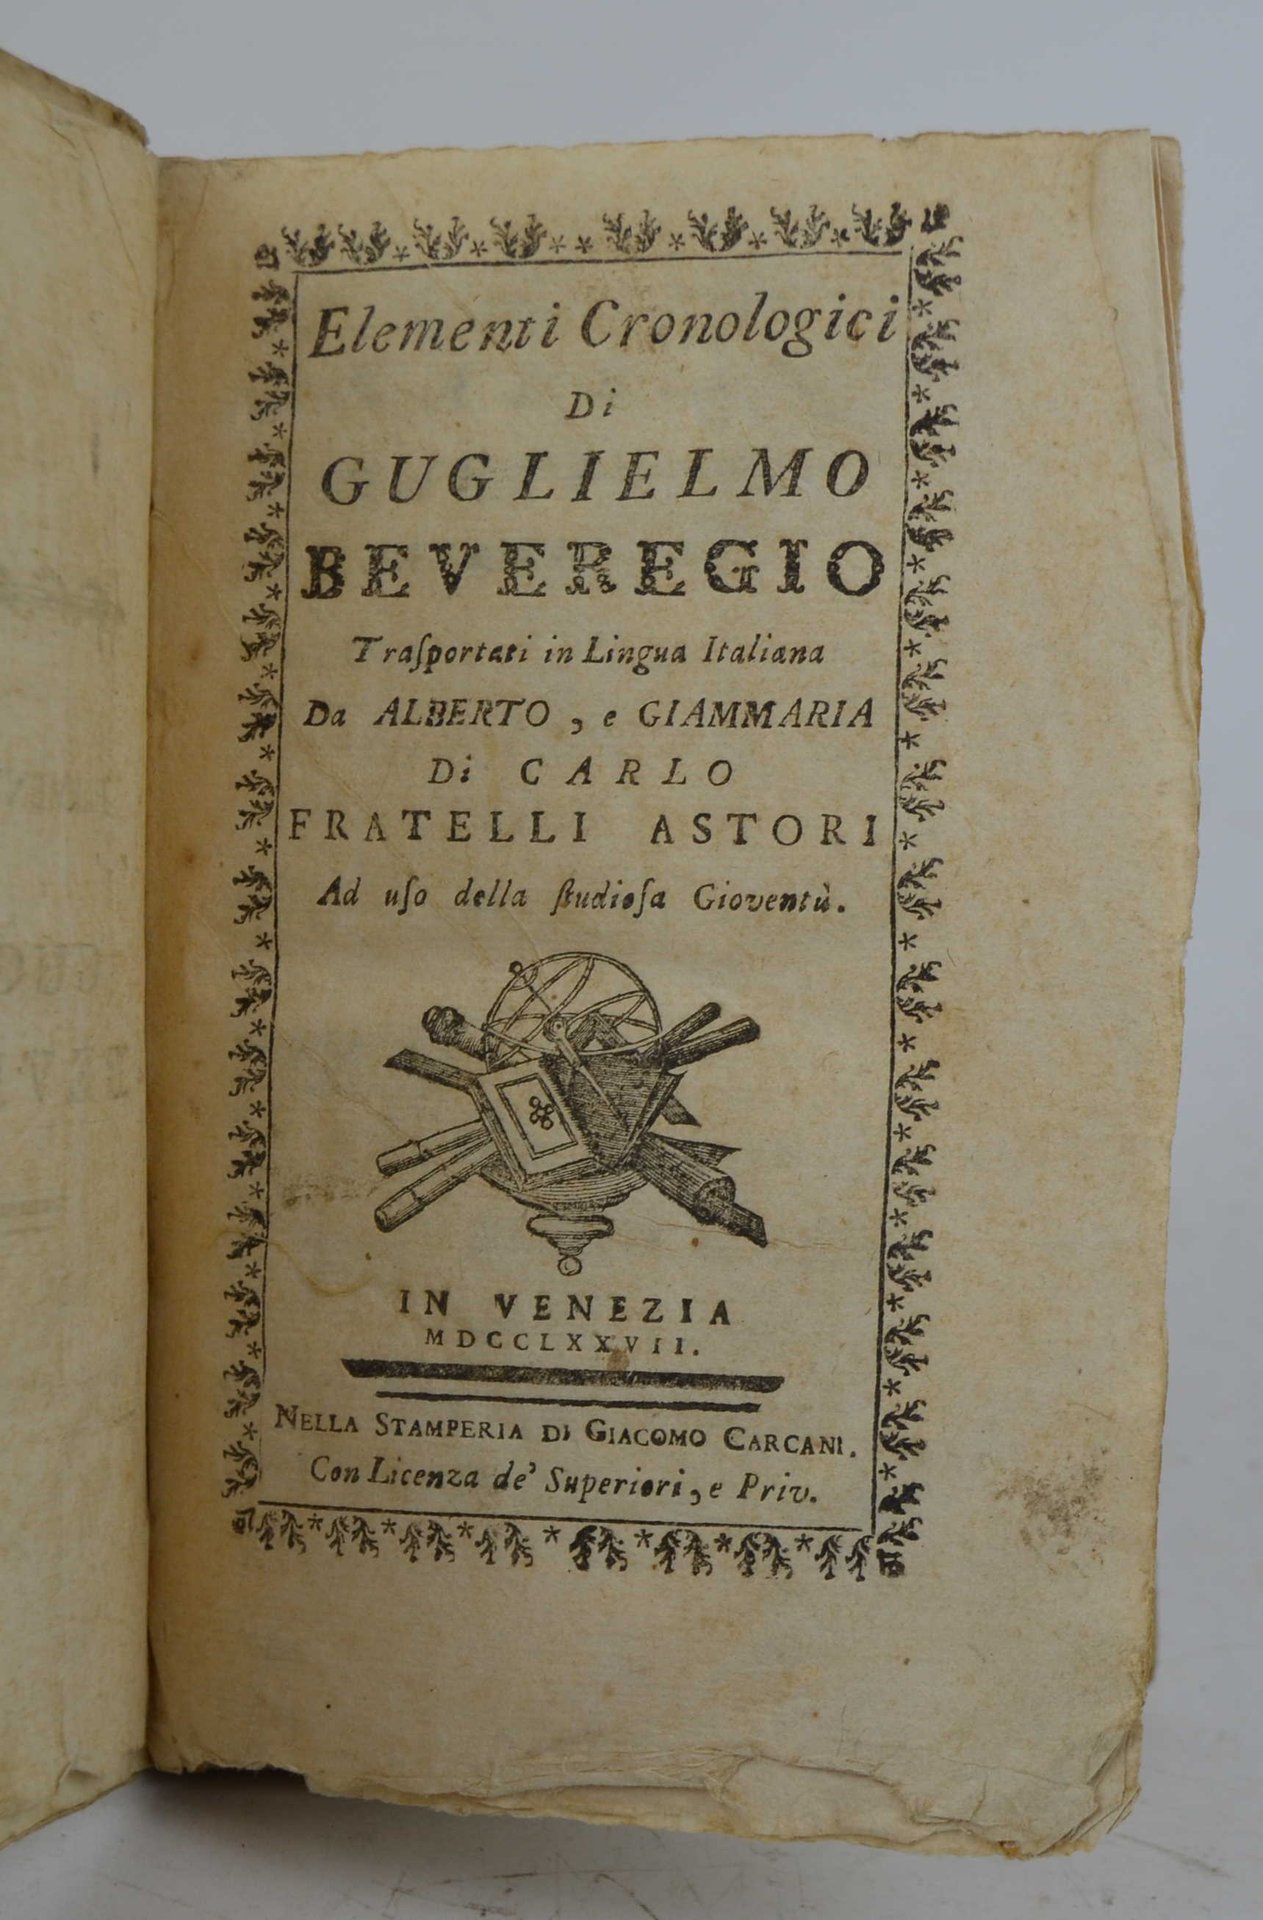 Elementi Cronologici
Di
GUGLIELMO
BEVEREGIO
Traſportati in Lingua Italiana
Da ALBERTO, e GIAMMARIA
Di CARLO
FRATELLI ASTORI
Ad uſo della ſtudioſa Gioventù.
IN VENEZIA
MDCCLXXVII.
NELLA STAMPERIA DI GIACOMO CARCANI.
Con Licenza de' Superiori, e Priv.